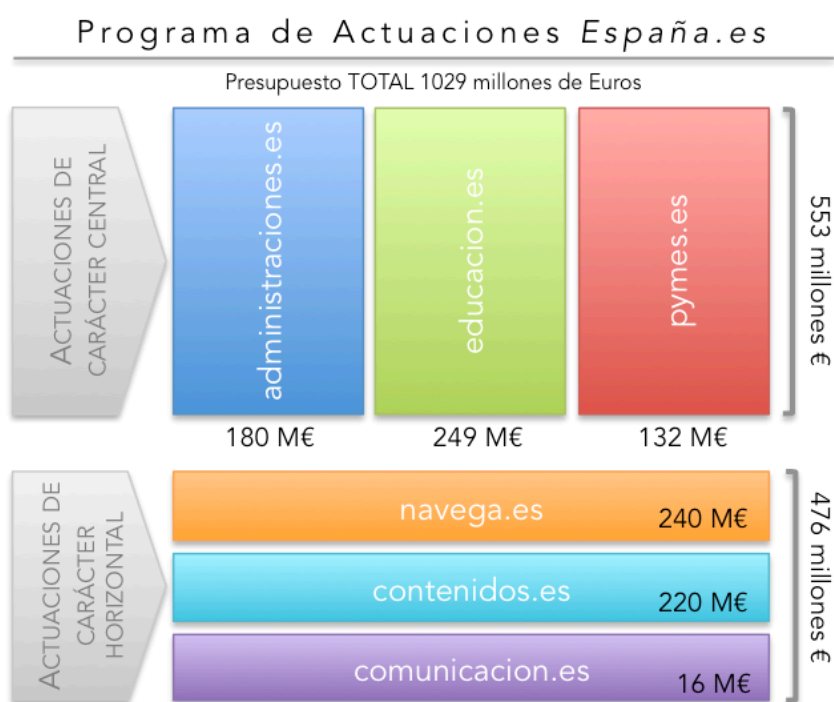 Programa de Actuaciones España.es
Presupuesto TOTAL 1029 millones de Euros
ACTUACIONES DE
CARÁCTER CENTRAL
administraciones.es
educacion.es
pymes.es
553 millones €
180 M€
249 M€
132 M€
ACTUACIONES DE
CARÁCTER
HORIZONTAL
navega.es
240 M€
contenidos.es
220 M€
comunicacion.es
16 M€
476 millones €